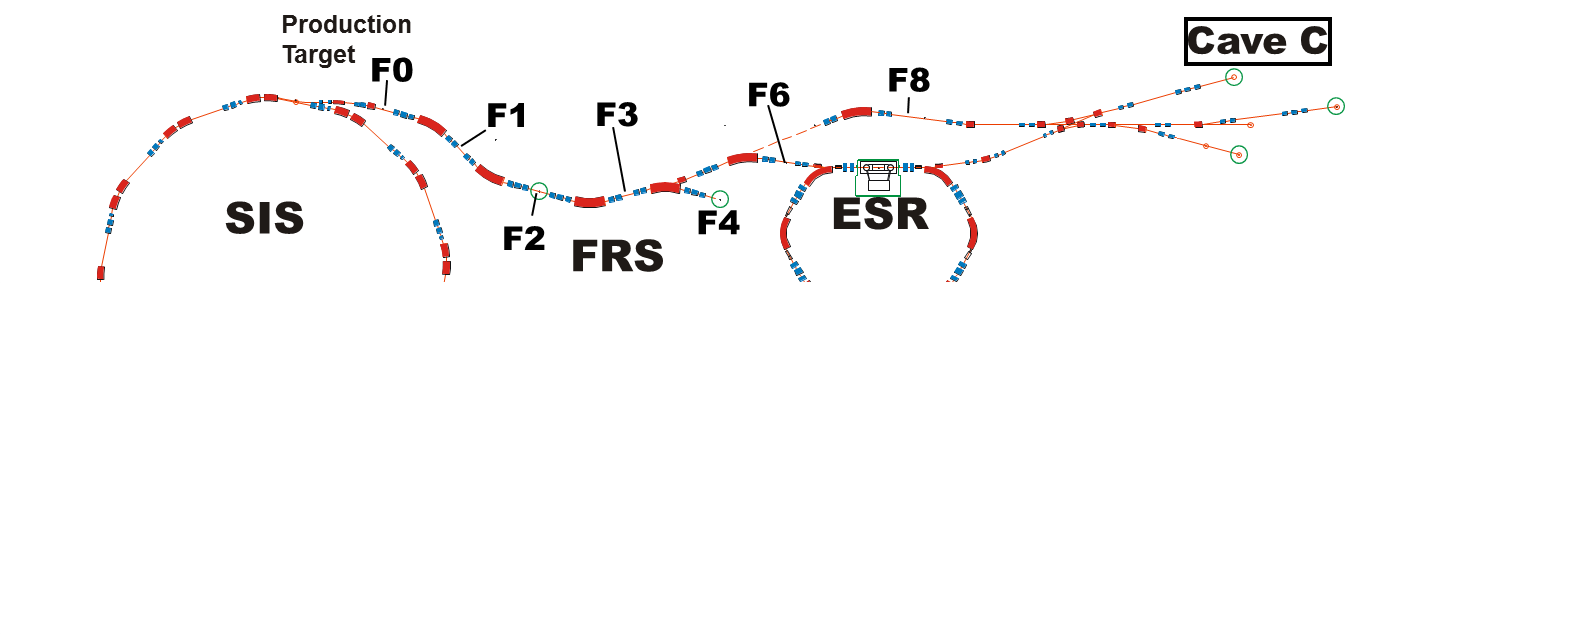 Production
Target
F0
F1
F2
F3
F4
F6
F8
Cave C
SIS
FRS
ESR